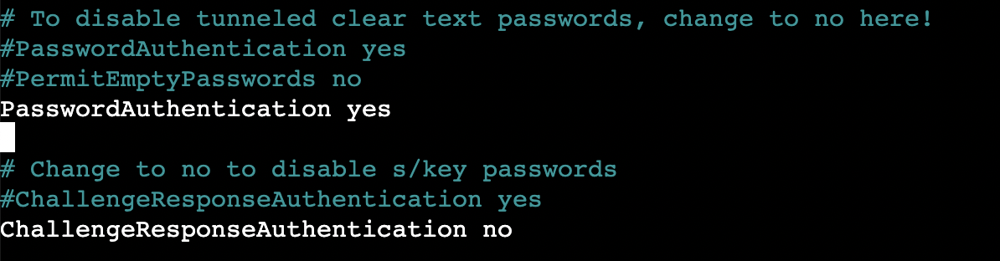 # To disable tunneled clear text passwords, change to no here!
#PasswordAuthentication yes
#PermitEmptyPasswords no
PasswordAuthentication yes
# Change to no to disable s/key passwords
#ChallengeResponseAuthentication yes
ChallengeResponseAuthentication no